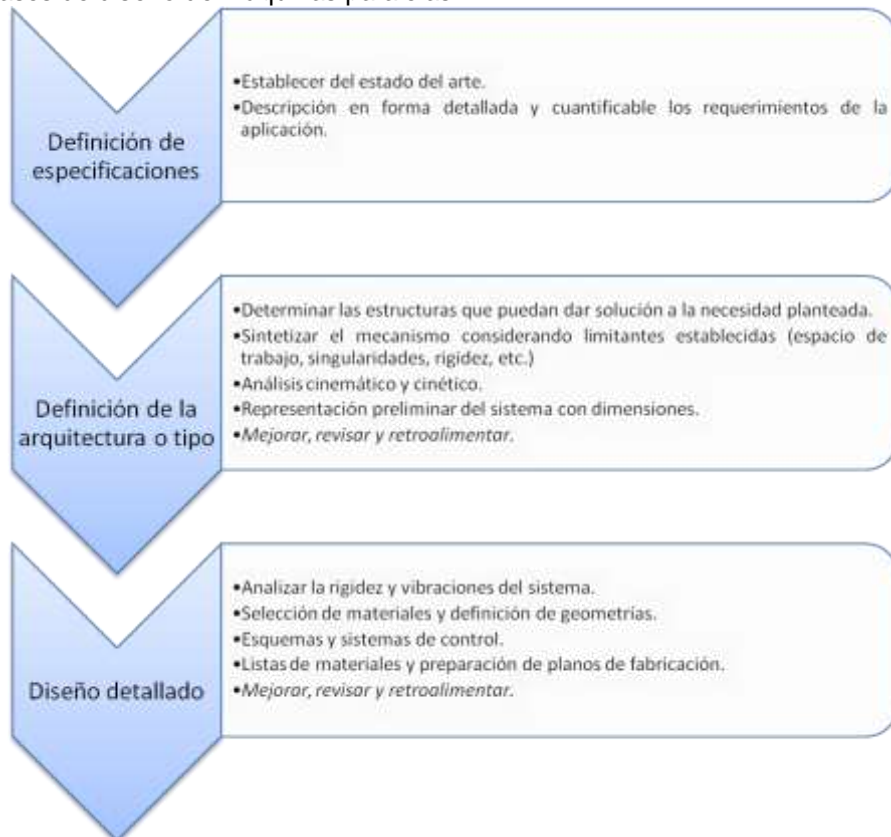 Definición de
especificaciones
•Establecer del estado del arte.
•Descripción en forma detallada y cuantificable los requerimientos de la
aplicación.
Definición de la
arquitectura o tipo
•Determinar las estructuras que puedan dar solución a la necesidad planteada.
•Sintetizar el mecanismo considerando limitantes establecidas (espacio de
trabajo, singularidades, rigidez, etc.)
•Análisis cinemático y cinético.
•Representación preliminar del sistema con dimensiones.
•Mejorar, revisar y retroalimentar.
Diseño detallado
•Analizar la rigidez y vibraciones del sistema.
•Selección de materiales y definición de geometrías.
•Esquemas y sistemas de control.
•Listas de materiales y preparación de planos de fabricación.
•Mejorar, revisar y retroalimentar.